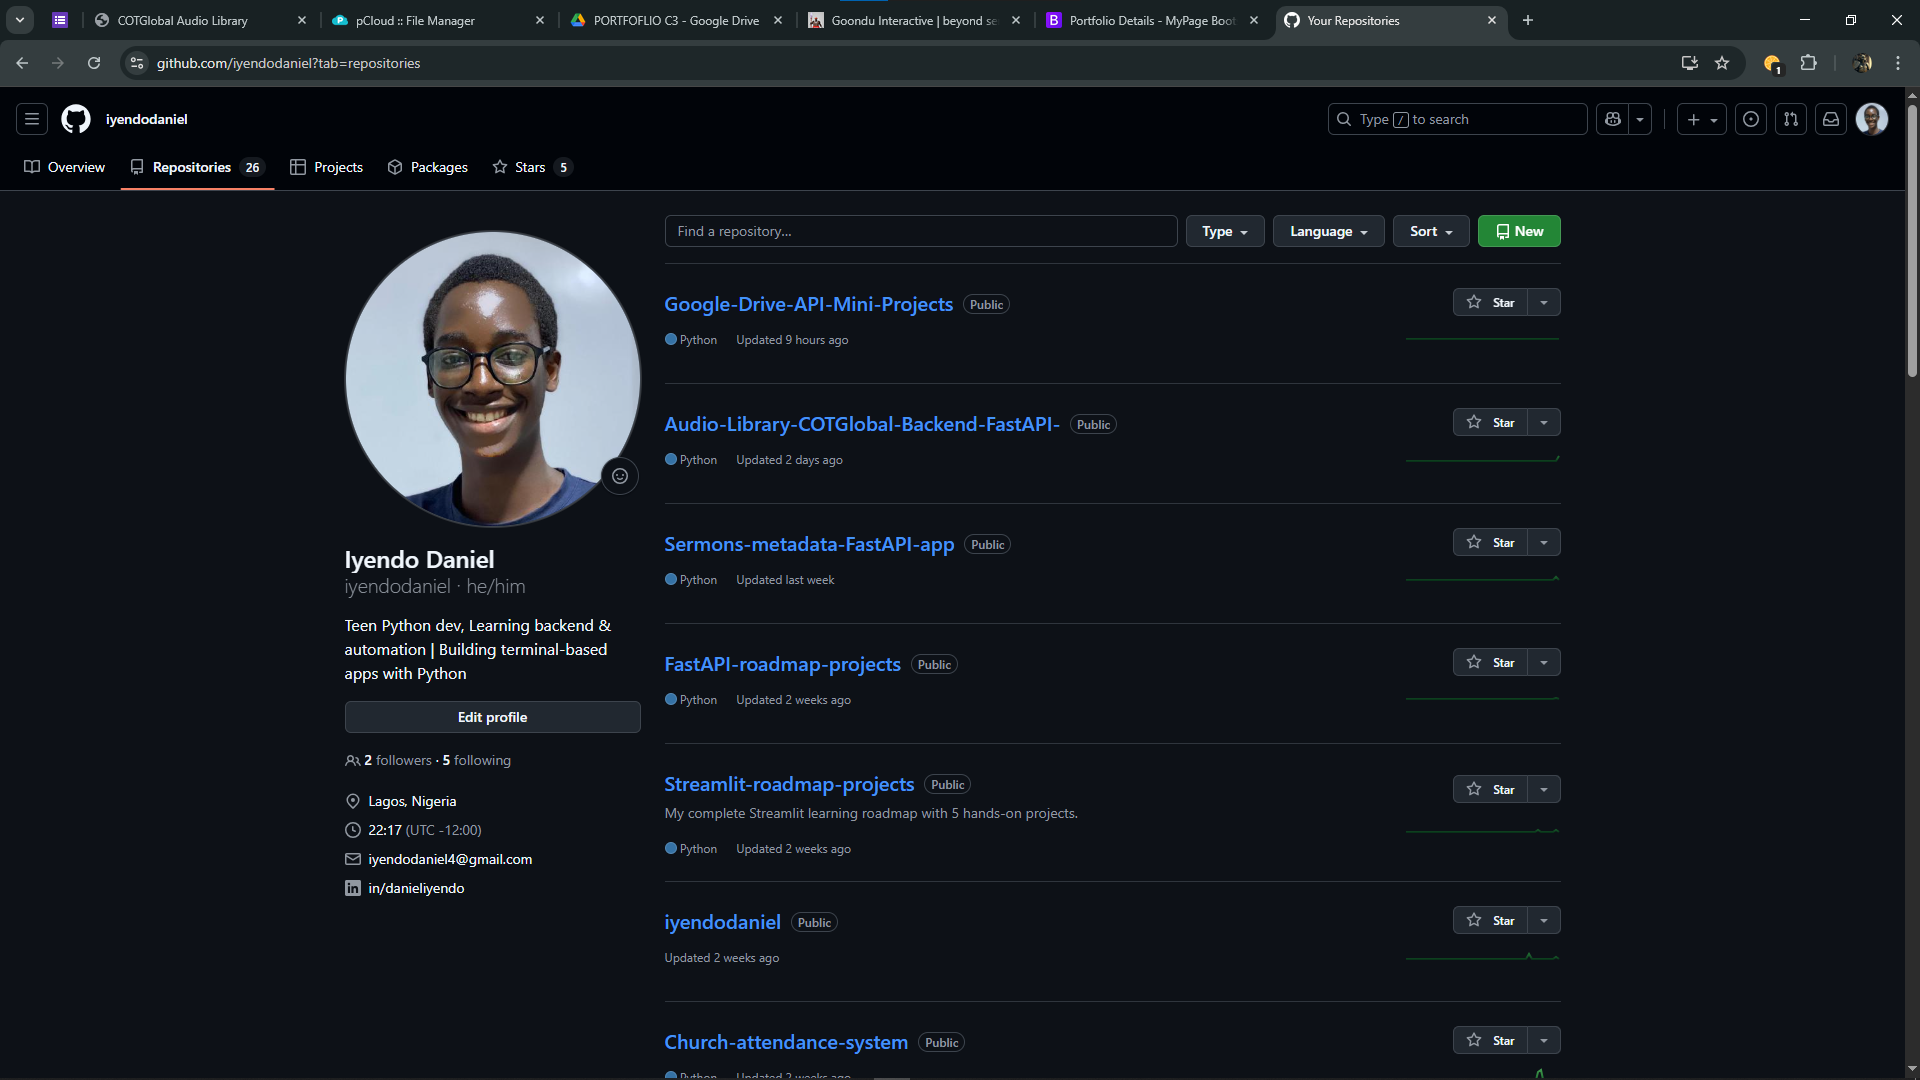 COTGlobal Audio Library
pCloud :: File Manager
PORTFOFLIO C3 - Google Drive
Goondu Interactive | beyond se
Portfolio Details - MyPage Boot
Your Repositories
github.com/iyendodaniel?tab=repositories
1
iyendodaniel
Type / to search
Overview
Repositories 26
Projects
Packages
Stars 5
Find a repository...
Type
Language
Sort
New
Iyendo Daniel
iyendodaniel · he/him
Teen Python dev, Learning backend &
automation | Building terminal-based
apps with Python
Edit profile
2 followers · 5 following
Lagos, Nigeria
22:17 (UTC -12:00)
iyendodaniel4@gmail.com
in/danieliyendo
Google-Drive-API-Mini-Projects Public
Star
Python Updated 9 hours ago
Audio-Library-COTGlobal-Backend-FastAPI- Public
Star
Python Updated 2 days ago
Sermons-metadata-FastAPI-app Public
Star
Python Updated last week
FastAPI-roadmap-projects Public
Star
Python Updated 2 weeks ago
Streamlit-roadmap-projects Public
Star
My complete Streamlit learning roadmap with 5 hands-on projects.
Python Updated 2 weeks ago
iyendodaniel Public
Star
Updated 2 weeks ago
Church-attendance-system Public
Star
Python Updated 2 weeks ago